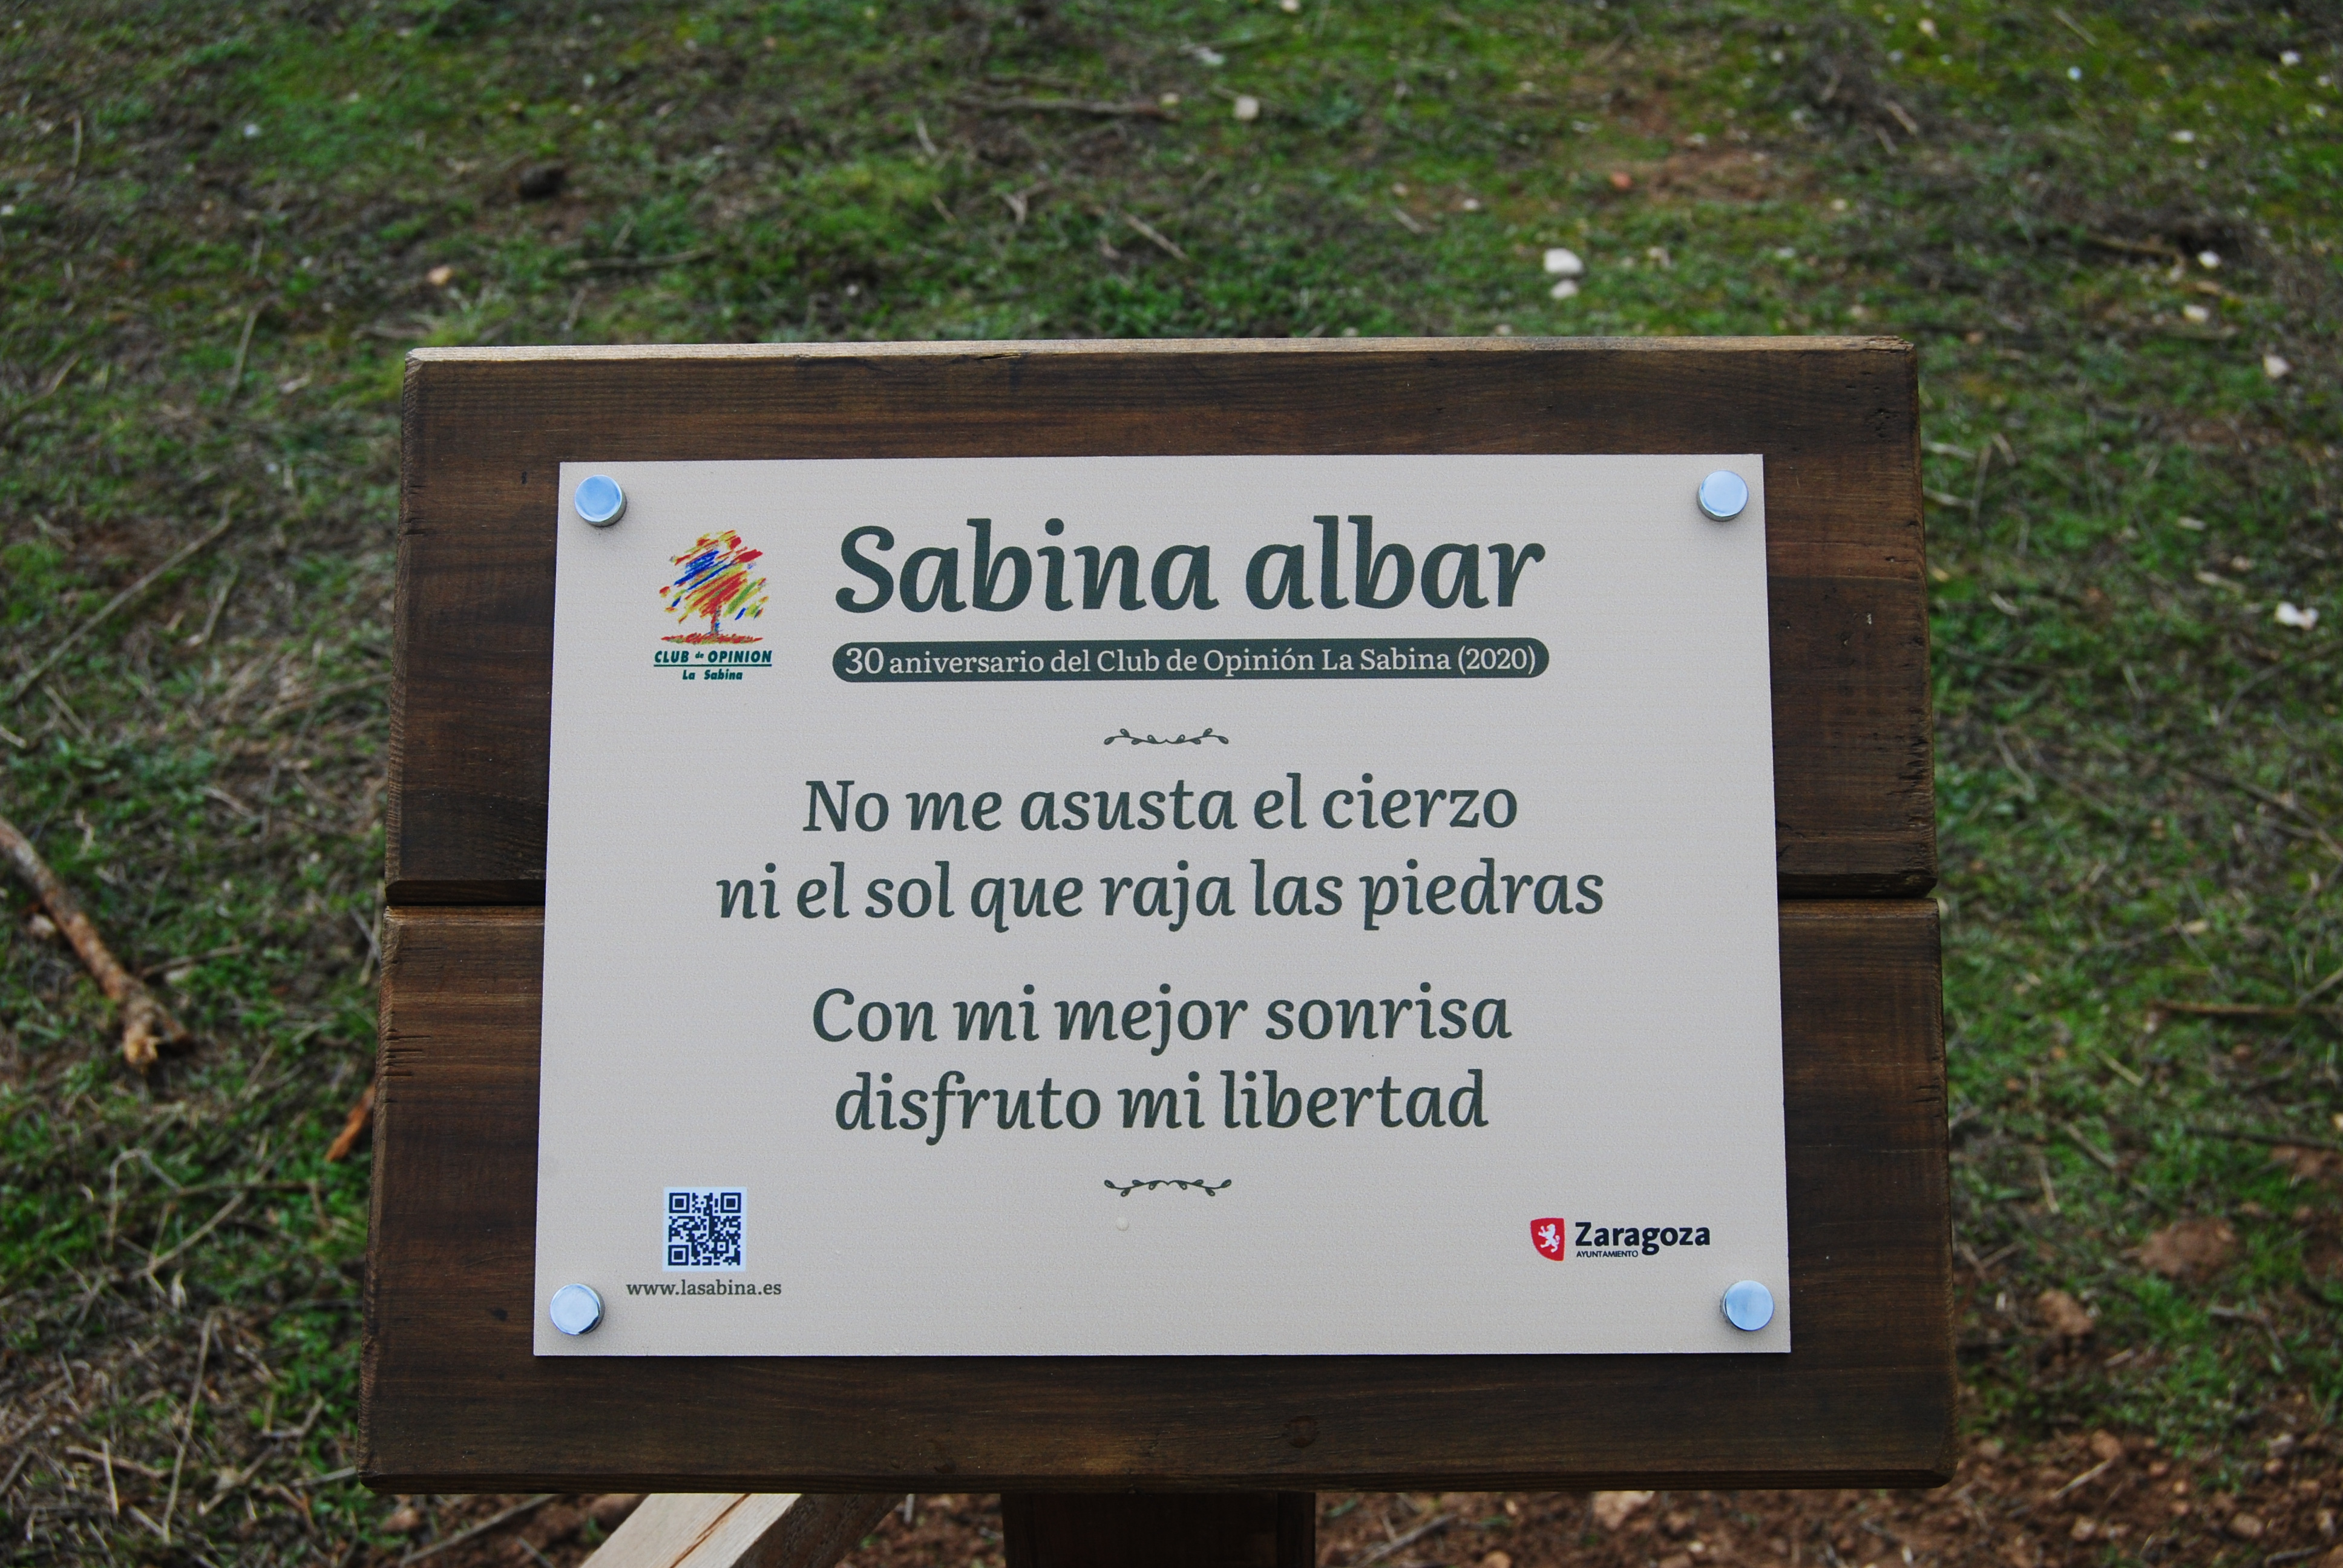 Sabina albar
CLUB de OPINION
La Sabina
30 aniversario del Club de Opinión La Sabina (2020)
No me asusta el cierzo
ni el sol que raja las piedras
Con mi mejor sonrisa
disfruto mi libertad
www.lasabina.es
Zaragoza
AYUNTAMIENTO